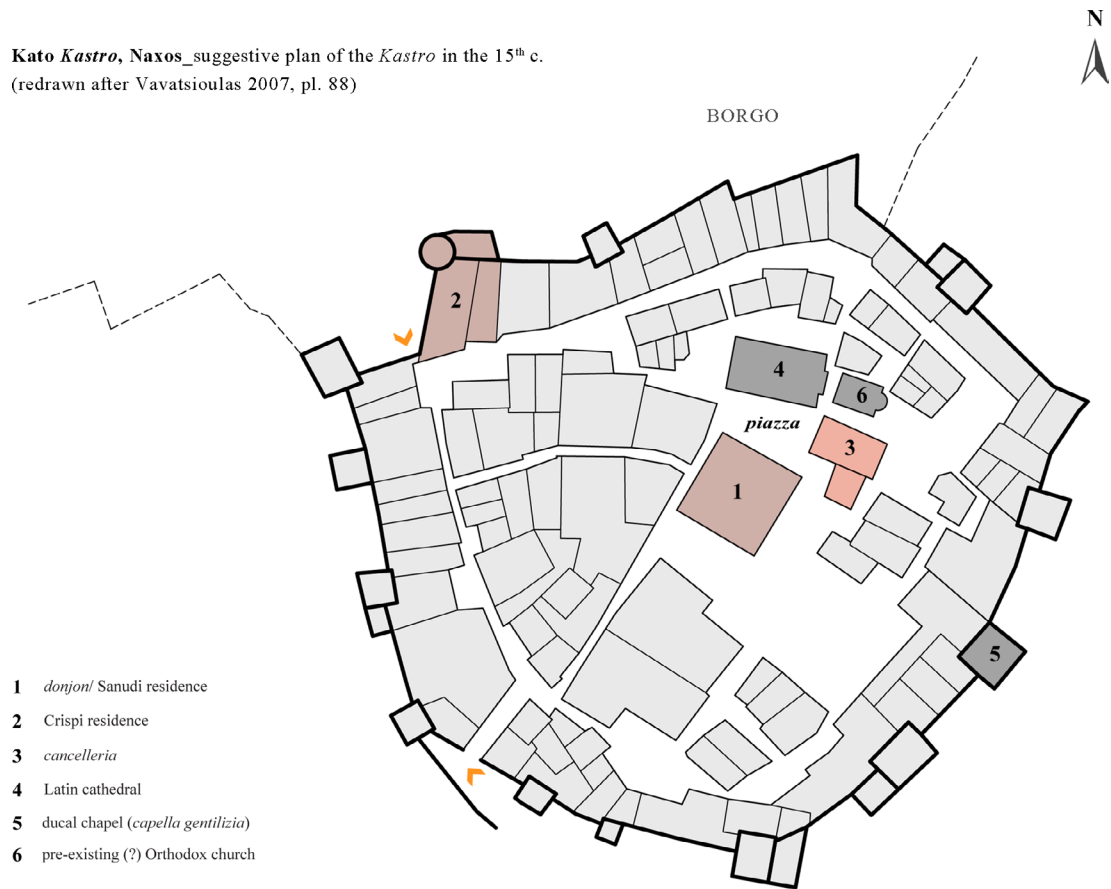 N
Kato Kastro, Naxos_suggestive plan of the Kastro in the 15th c.
(redrawn after Vavatsioulas 2007, pl. 88)
BORGO
2
4
6
piazza
3
1
5
1 donjon/ Sanudi residence
2 Crispi residence
3 cancelleria
4 Latin cathedral
5 ducal chapel (capella gentilizia)
6 pre-existing (?) Orthodox church